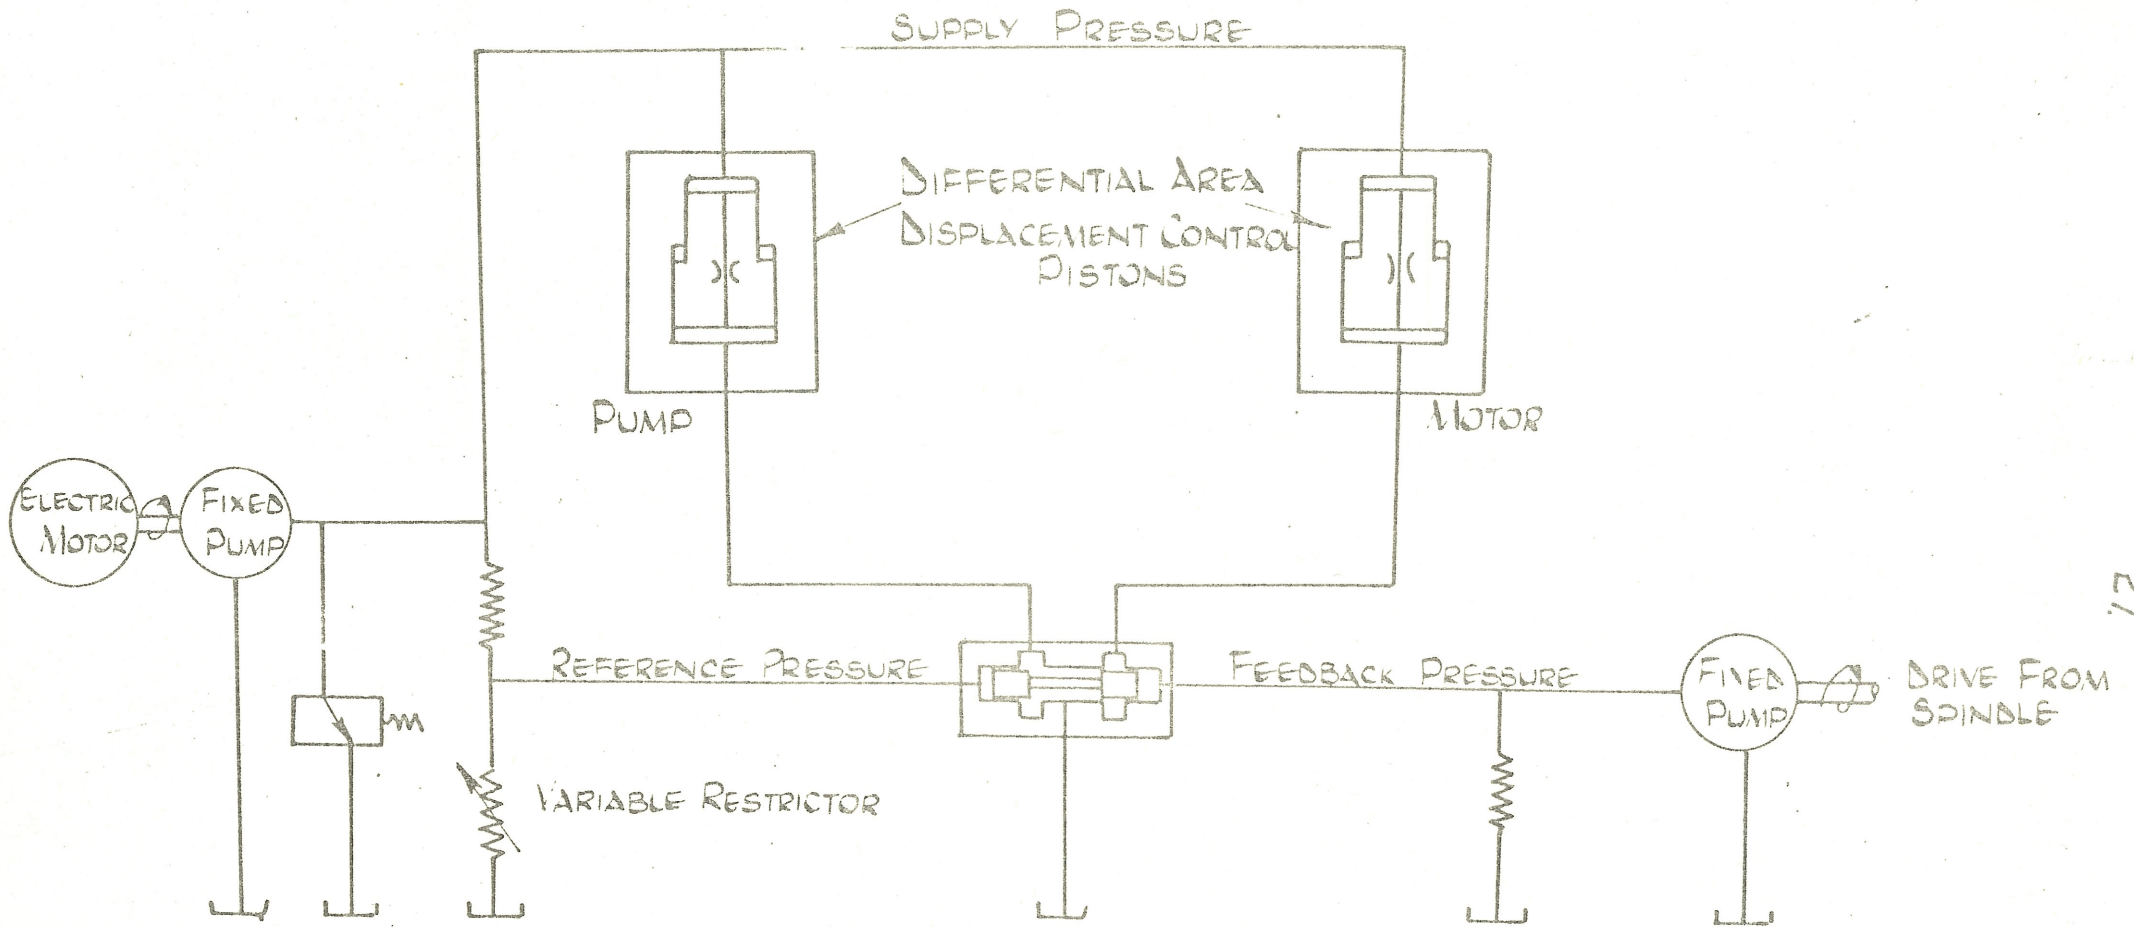 SUPPLY PRESSURE
DIFFERENTIAL AREA
DISPLACEMENT CONTROL
PISTONS
PUMP
MOTOR
ELECTRIC
MOTOR
FIXED
PUMP
REFERENCE PRESSURE
FEEDBACK PRESSURE
FIXED
PUMP
DRIVE FROM
SPINDLE
VARIABLE RESTRICTOR